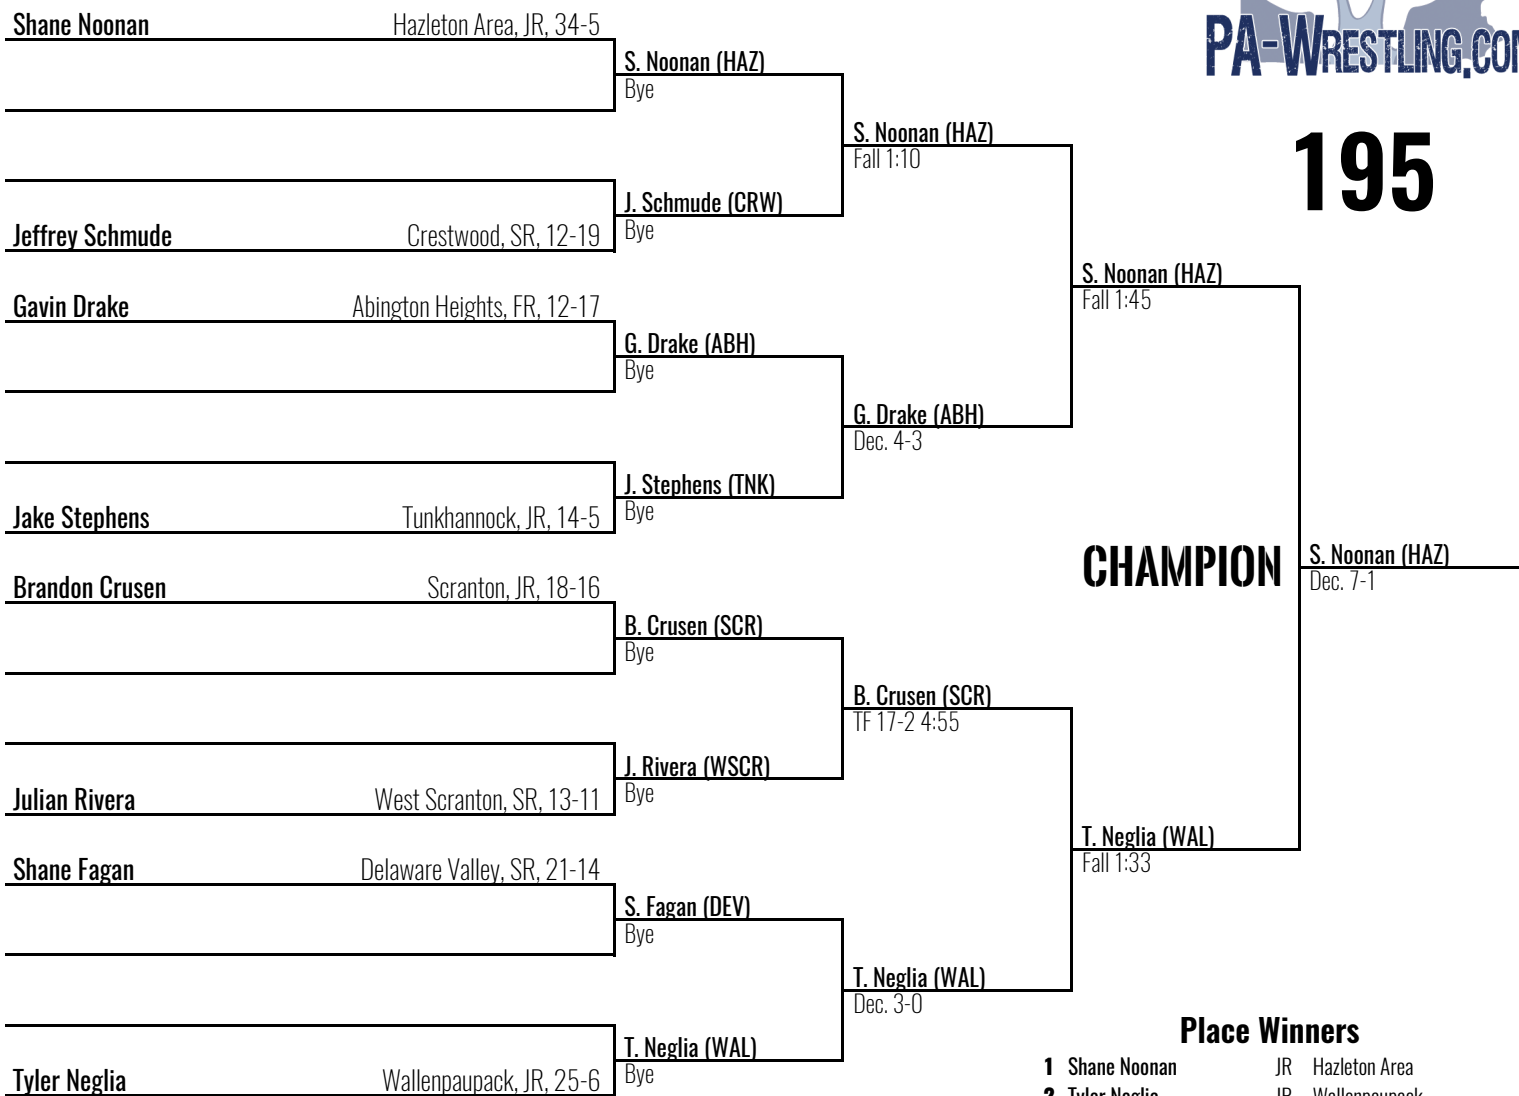 Shane Noonan Hazleton Area, JR, 34-5
S. Noonan (HAZ)
Bye
PA-WRESTLING.CO
S. Noonan (HAZ)
Fall 1:10
195
J. Schmude (CRW)
Bye
Jeffrey Schmude Crestwood, SR, 12-19
S. Noonan (HAZ)
Fall 1:45
Gavin Drake Abington Heights, FR, 12-17
G. Drake (ABH)
Bye
G. Drake (ABH)
Dec. 4-3
J. Stephens (TNK)
Bye
Jake Stephens Tunkhannock, JR, 14-5
CHAMPION
S. Noonan (HAZ)
Dec. 7-1
Brandon Crusen Scranton, JR, 18-16
B. Crusen (SCR)
Bye
B. Crusen (SCR)
TF 17-2 4:55
J. Rivera (WSCR)
Bye
Julian Rivera West Scranton, SR, 13-11
T. Neglia (WAL)
Fall 1:33
Shane Fagan Delaware Valley, SR, 21-14
S. Fagan (DEV)
Bye
T. Neglia (WAL)
Dec. 3-0
T. Neglia (WAL)
Bye
Tyler Neglia Wallenpaupack, JR, 25-6
Place Winners
1 Shane Noonan JR Hazleton Area
2 Tyler Neglia JR Wallenpaupack